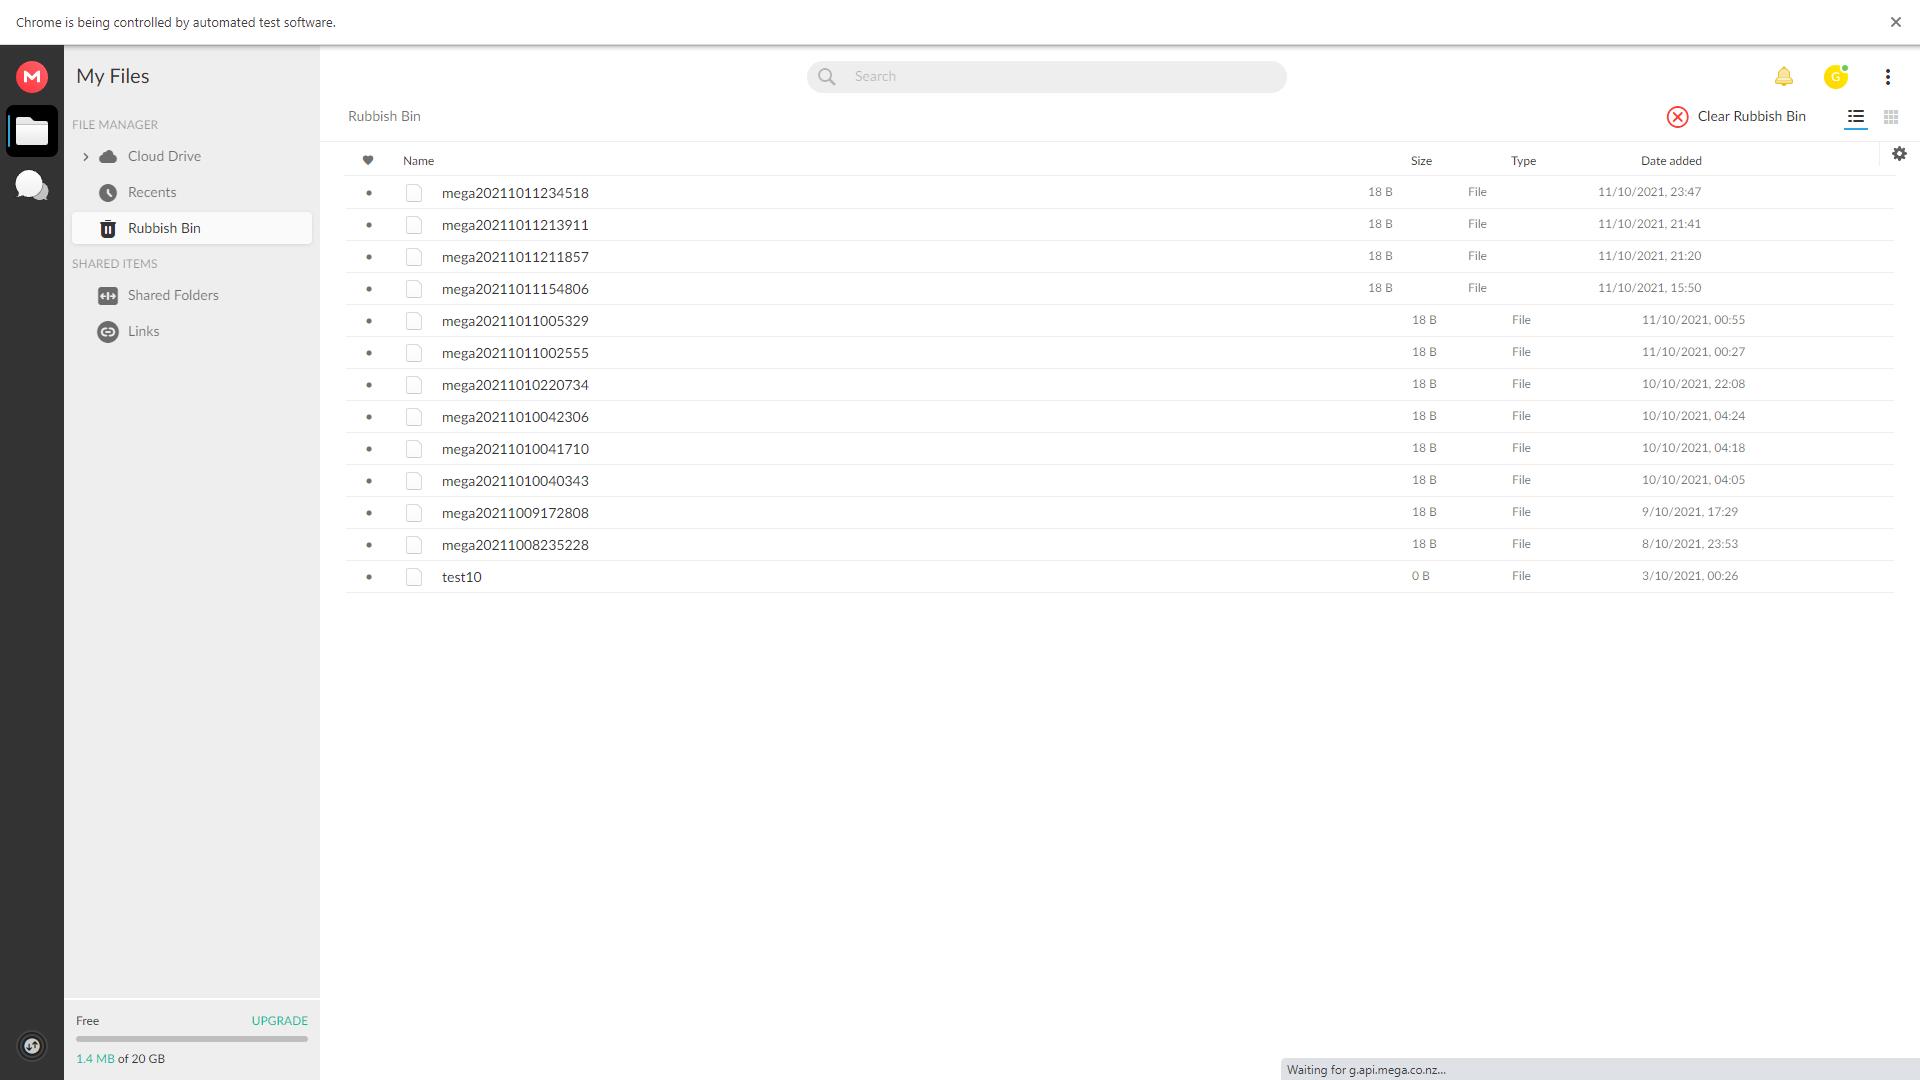 Chrome is being controlled by automated test software.
My Files
Search
G
FILE MANAGER
Cloud Drive
Recents
Rubbish Bin
SHARED ITEMS
Shared Folders
Links
Rubbish Bin
Clear Rubbish Bin
Name Size Type Date added
mega20211011234518 18 B File 11/10/2021, 23:47
mega20211011213911 18 B File 11/10/2021, 21:41
mega20211011211857 18 B File 11/10/2021, 21:20
mega20211011154806 18 B File 11/10/2021, 15:50
mega20211011005329 18 B File 11/10/2021, 00:55
mega20211011002555 18 B File 11/10/2021, 00:27
mega20211010220734 18 B File 10/10/2021, 22:08
mega20211010042306 18 B File 10/10/2021, 04:24
mega20211010041710 18 B File 10/10/2021, 04:18
mega20211010040343 18 B File 10/10/2021, 04:05
mega20211009172808 18 B File 9/10/2021, 17:29
mega20211008235228 18 B File 8/10/2021, 23:53
test10 0 B File 3/10/2021, 00:26
Free UPGRADE
1.4 MB of 20 GB
Waiting for g.api.mega.co.nz...